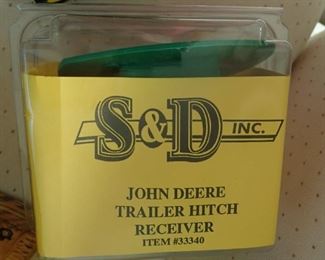 S&D INC.
JOHN DEERE
TRAILER HITCH
RECEIVER
ITEM #33340